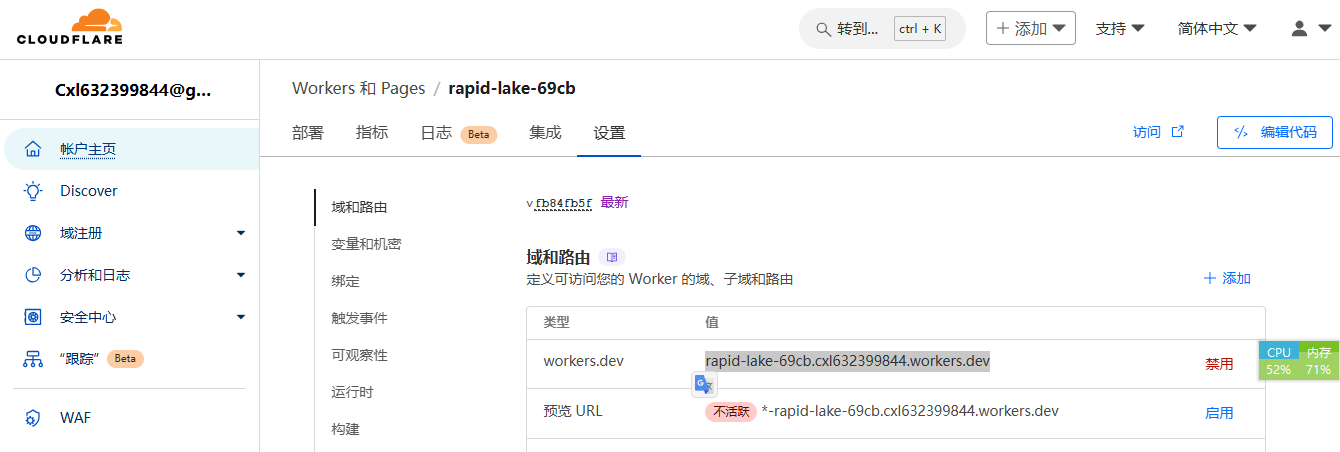 CLOUDFLARE
转到... ctrl + K
添加
支持
简体中文
Cxl632399844@g...
Workers 和 Pages / rapid-lake-69cb
部署 指标 日志 Beta 集成 设置
访问
编辑代码
帐户主页
Discover
域注册
分析和日志
安全中心
“跟踪” Beta
WAF
域和路由
变量和机密
绑定
触发事件
可观察性
运行时
构建
v fb84fb5f 最新
域和路由
定义可访问您的 Worker 的域、子域和路由
+ 添加
类型 值
workers.dev rapid-lake-69cb.cxl632399844.workers.dev 禁用
预览 URL 不活跃 *-rapid-lake-69cb.cxl632399844.workers.dev 启用
CPU 内存
52% 71%